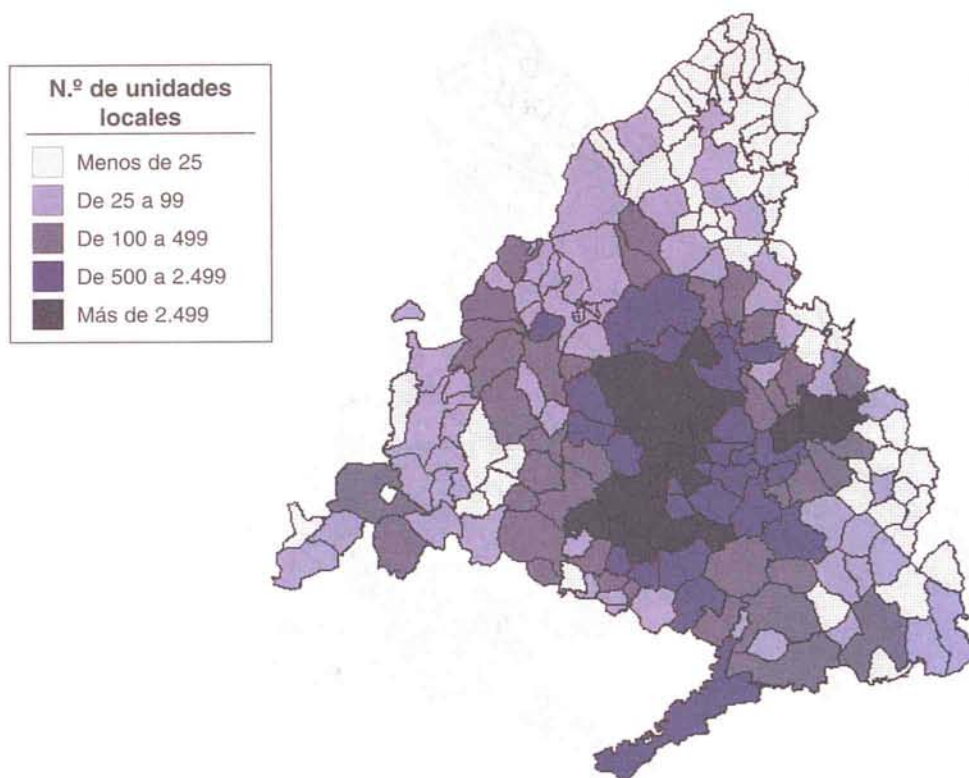 N.º de unidades
locales
Menos de 25
De 25 a 99
De 100 a 499
De 500 a 2.499
Más de 2.499